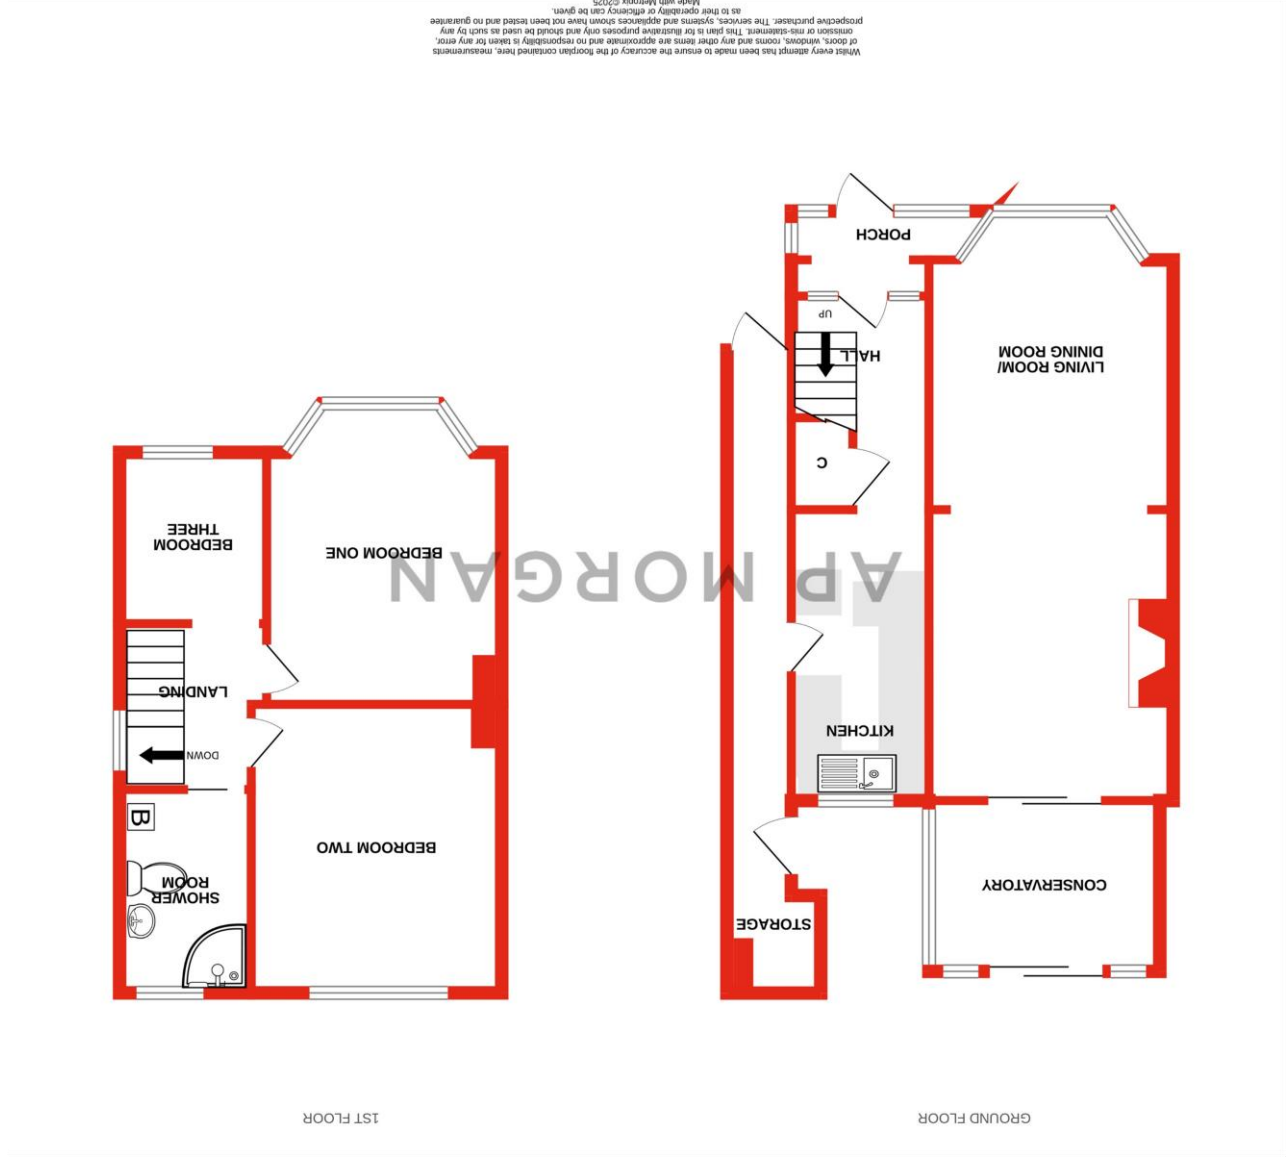 GROUND FLOOR
1ST FLOOR
STORAGE
CONSERVATORY
KITCHEN
LIVING ROOM/
DINING ROOM
C
HALL
UP
PORCH
SHOWER
ROOM
B
BEDROOM TWO
DOWN
LANDING
BEDROOM ONE
BEDROOM
THREE
AP MORGAN
Whilst every attempt has been made to ensure the accuracy of the floorplan contained here, measurements
of doors, windows, rooms and any other items are approximate and no responsibility is taken for any error,
omission or mis-statement. This plan is for illustrative purposes only and should be used as such by any
prospective purchaser. The services, systems and appliances shown have not been tested and no guarantee
as to their operability or efficiency can be given.
Made with Metropix ©2025